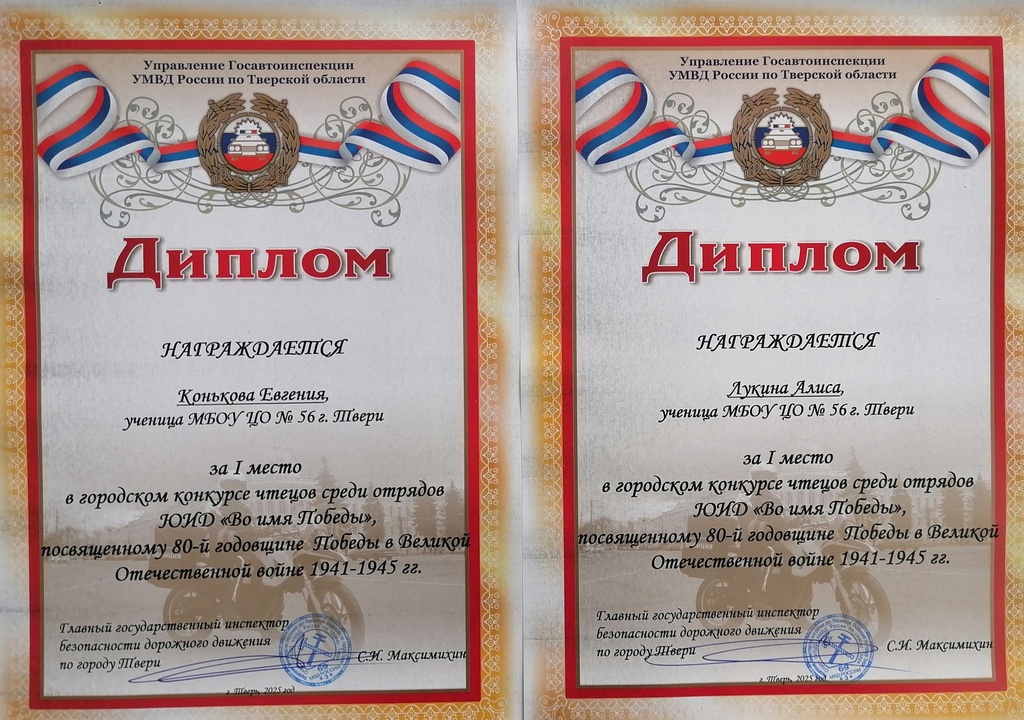 Управление Госавтоинспекции
УМВД России по Тверской области
Диплом
НАГРАЖДАЕТСЯ
Конькова Евгения,
ученица МБОУ ЦО № 56 г. Твери
за I место
в городском конкурсе чтецов среди отрядов
ЮИД «Во имя Победы»,
посвященному 80-й годовщине Победы в Великой
Отечественной войне 1941-1945 гг.
Главный государственный инспектор
безопасности дорожного движения
по городу Твери
С.И. Максимихин
г. Тверь, 2025 год
Управление Госавтоинспекции
УМВД России по Тверской области
Диплом
НАГРАЖДАЕТСЯ
Лукина Алиса,
ученица МБОУ ЦО № 56 г. Твери
за I место
в городском конкурсе чтецов среди отрядов
ЮИД «Во имя Победы»,
посвященному 80-й годовщине Победы в Великой
Отечественной войне 1941-1945 гг.
Главный государственный инспектор
безопасности дорожного движения
по городу Твери
С.И. Максимихин
г. Тверь, 2025 год